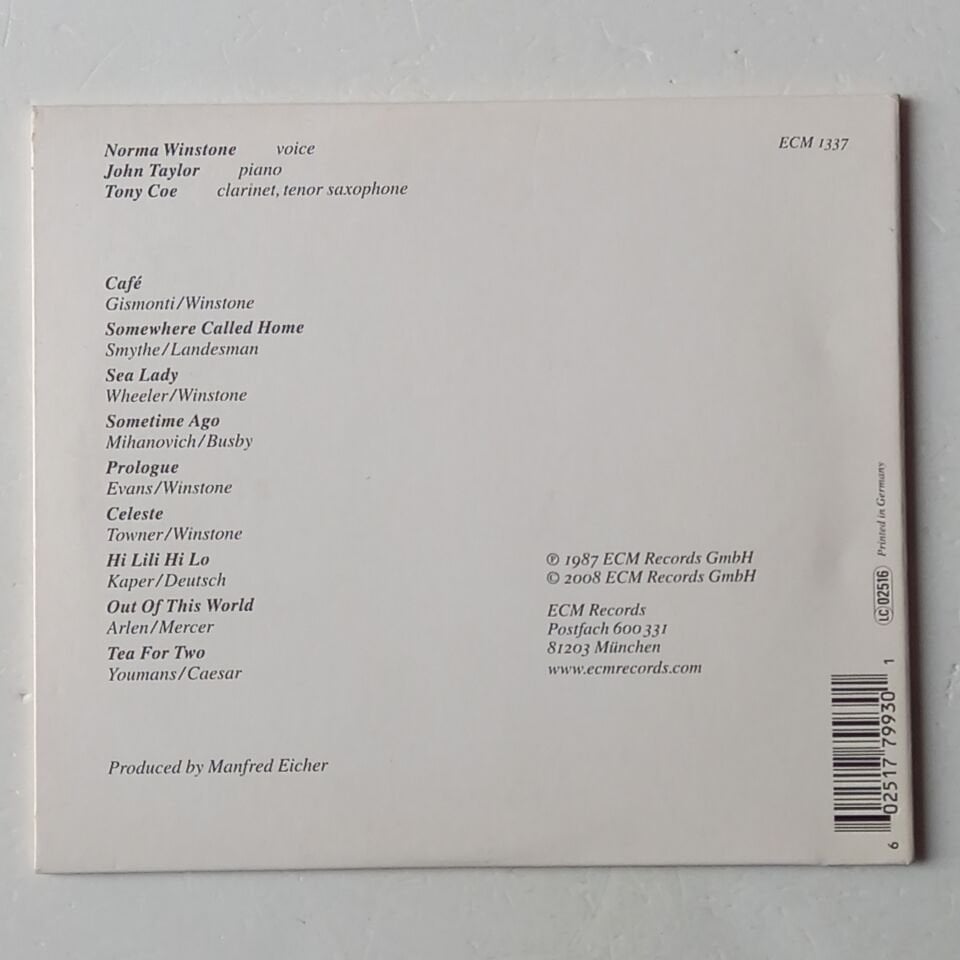 Norma Winstone voice
John Taylor piano
Tony Coe clarinet, tenor saxophone
ECM 1337
Café
Gismonti/Winstone
Somewhere Called Home
Smythe/Landesman
Sea Lady
Wheeler/Winstone
Sometime Ago
Mihanovich/Busby
Prologue
Evans/Winstone
Celeste
Towner/Winstone
Hi Lili Hi Lo
Kaper/Deutsch
Out Of This World
Arlen/Mercer
Tea For Two
Youmans/Caesar
Produced by Manfred Eicher
℗ 1987 ECM Records GmbH
© 2008 ECM Records GmbH
ECM Records
Postfach 600 331
81203 München
www.ecmrecords.com
LC 02516 Printed in Germany
6 02517 79930 1